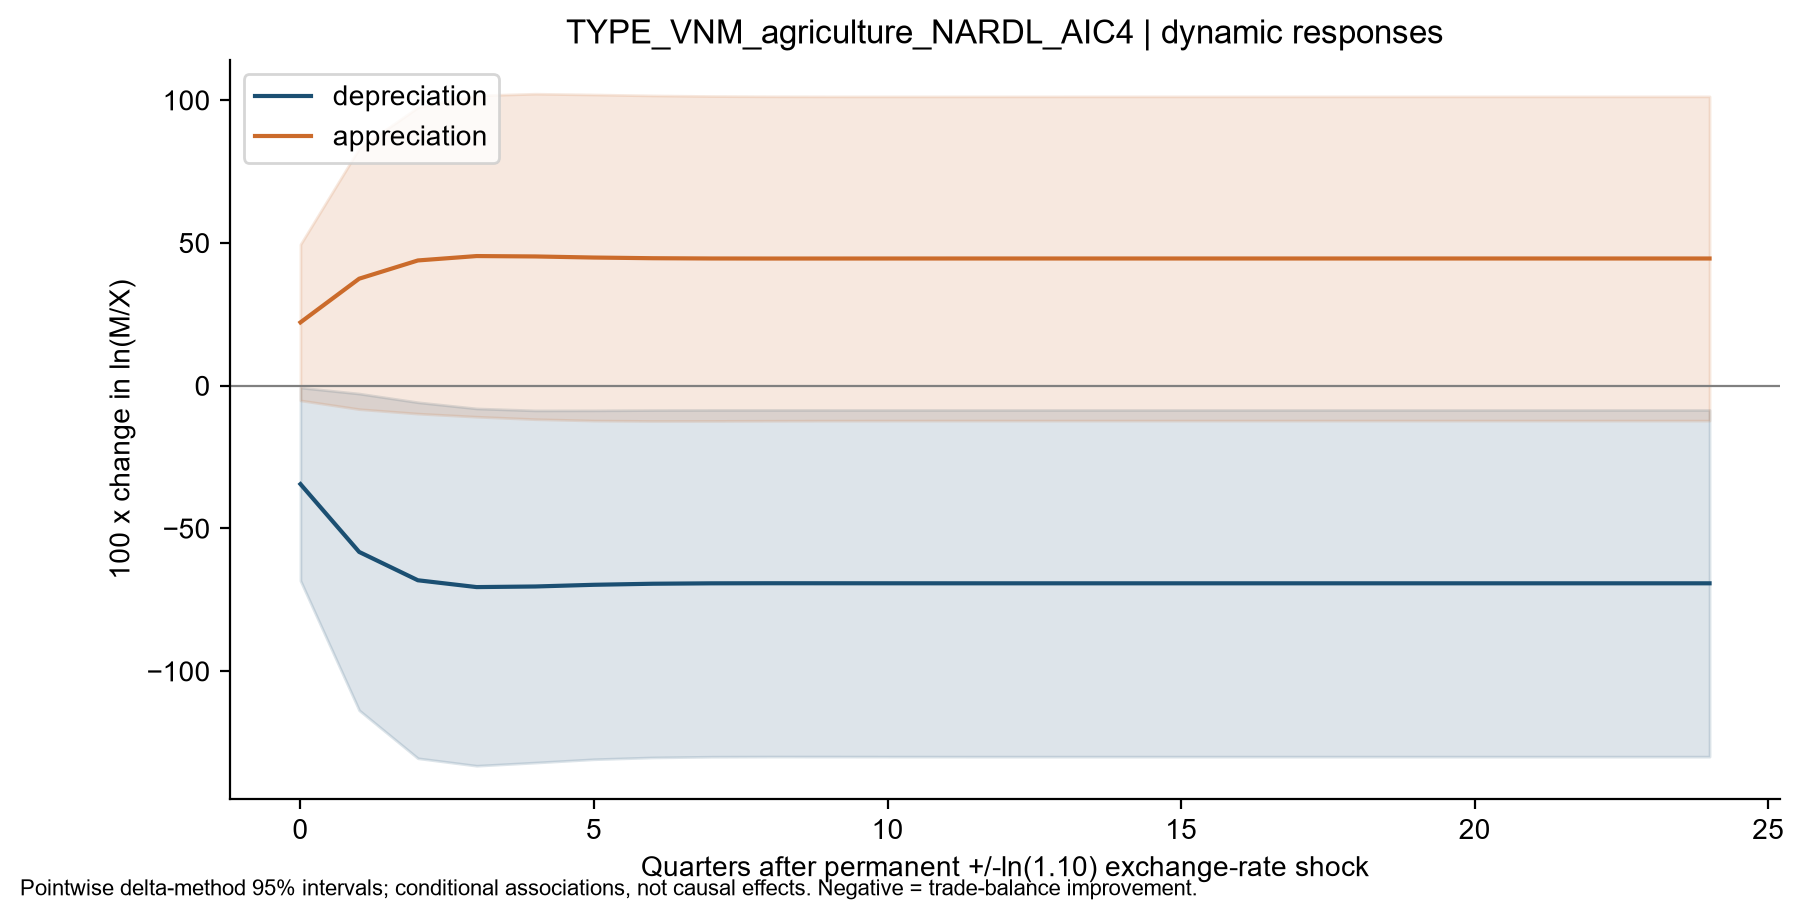 TYPE_VNM_agriculture_NARDL_AIC4 | dynamic responses
depreciation
appreciation
100 x change in ln(M/X)
100
50
0
−50
−100
0 5 10 15 20 25
Quarters after permanent +/-ln(1.10) exchange-rate shock
Pointwise delta-method 95% intervals; conditional associations, not causal effects. Negative = trade-balance improvement.